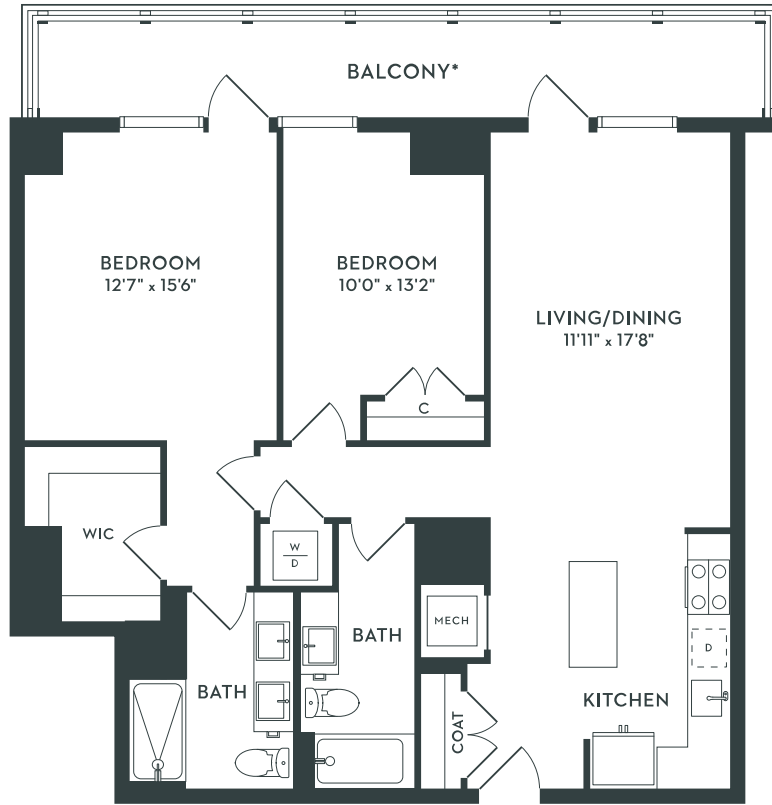 BALCONY*
BEDROOM
12'7" x 15'6"
BEDROOM
10'0" x 13'2"
LIVING/DINING
11'11" x 17'8"
C
WIC
W
D
MECH
BATH
D
BATH
COAT
KITCHEN